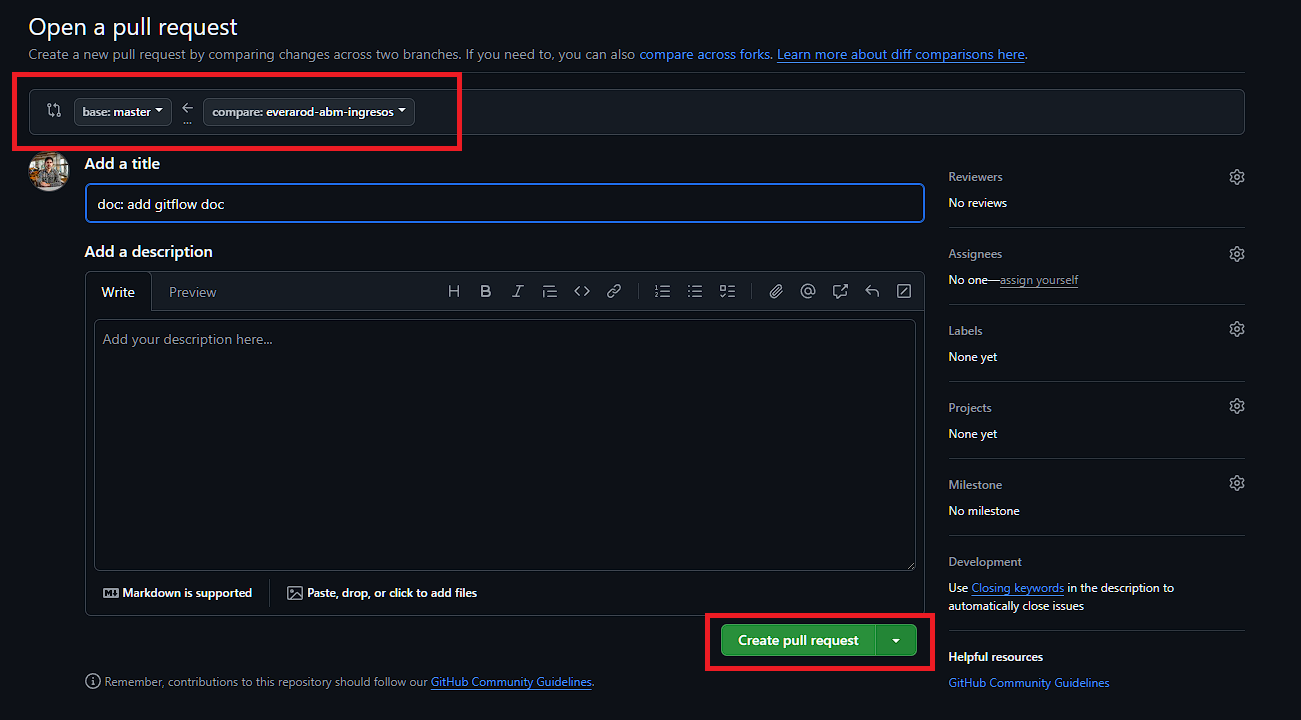 Open a pull request
Create a new pull request by comparing changes across two branches. If you need to, you can also compare across forks. Learn more about diff comparisons here.
base: master
...
compare: everarod-abm-ingresos
Add a title
doc: add gitflow doc
Add a description
Write
Preview
Add your description here...
Markdown is supported
Paste, drop, or click to add files
Create pull request
Remember, contributions to this repository should follow our GitHub Community Guidelines.
Reviewers
No reviews
Assignees
No one—assign yourself
Labels
None yet
Projects
None yet
Milestone
No milestone
Development
Use Closing keywords in the description to
automatically close issues
Helpful resources
GitHub Community Guidelines